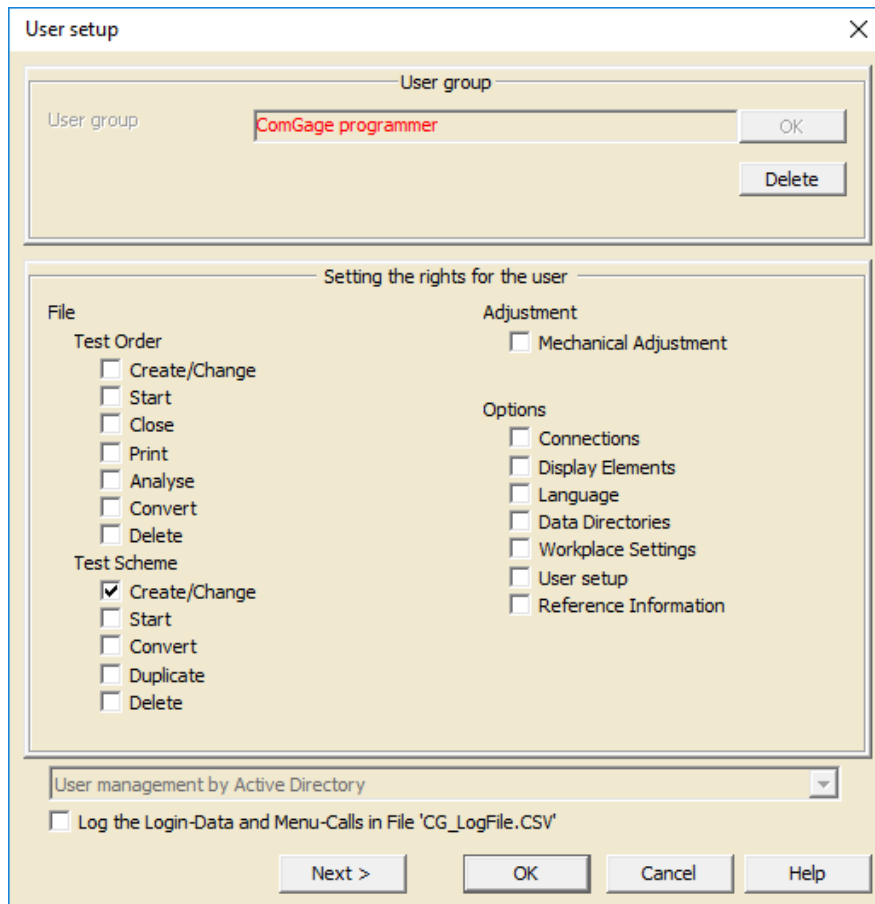 User setup
User group
User group
ComGage programmer
OK
Delete
Setting the rights for the user
File
Test Order
Create/Change
Start
Close
Print
Analyse
Convert
Delete
Test Scheme
Create/Change
Start
Convert
Duplicate
Delete
Adjustment
Mechanical Adjustment
Options
Connections
Display Elements
Language
Data Directories
Workplace Settings
User setup
Reference Information
User management by Active Directory
Log the Login-Data and Menu-Calls in File 'CG_LogFile.CSV'
Next >
OK
Cancel
Help